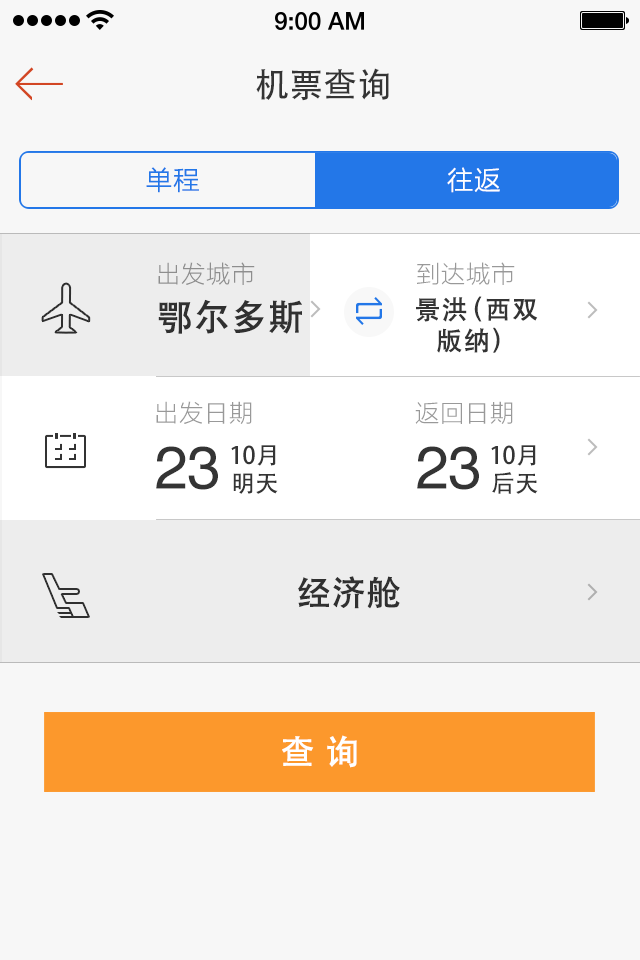 9:00 AM
机票查询
单程
往返
出发城市
鄂尔多斯
到达城市
景洪(西双
版纳)
出发日期
23
10月
明天
返回日期
23
10月
后天
经济舱
查 询